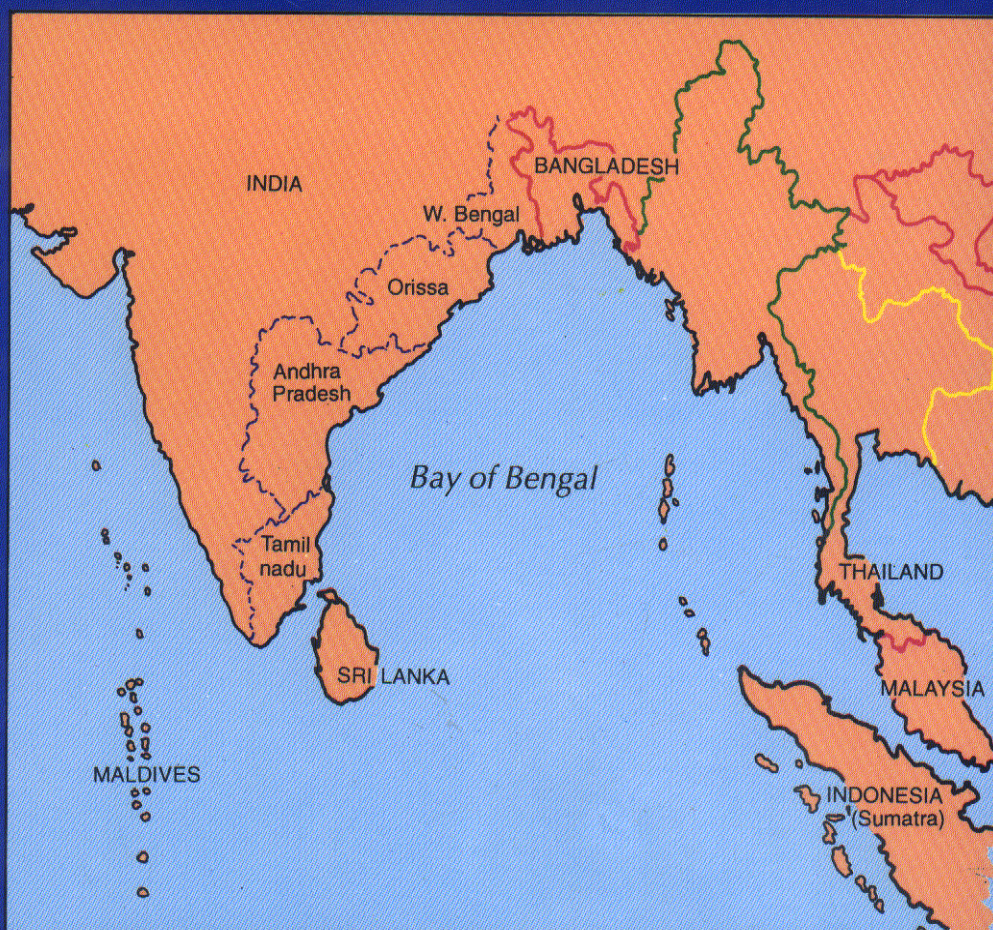 INDIA
BANGLADESH
W. Bengal
Orissa
Andhra
Pradesh
Bay of Bengal
Tamil
nadu
THAILAND
SRI LANKA
MALAYSIA
MALDIVES
INDONESIA
(Sumatra)